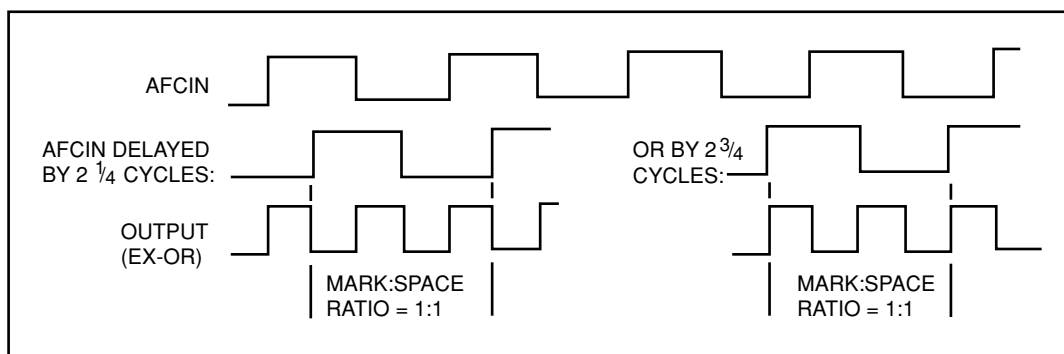 AFCIN
AFCIN DELAYED
BY 2 1/4 CYCLES:
OR BY 2 3/4
CYCLES:
OUTPUT
(EX-OR)
MARK:SPACE
RATIO = 1:1
MARK:SPACE
RATIO = 1:1